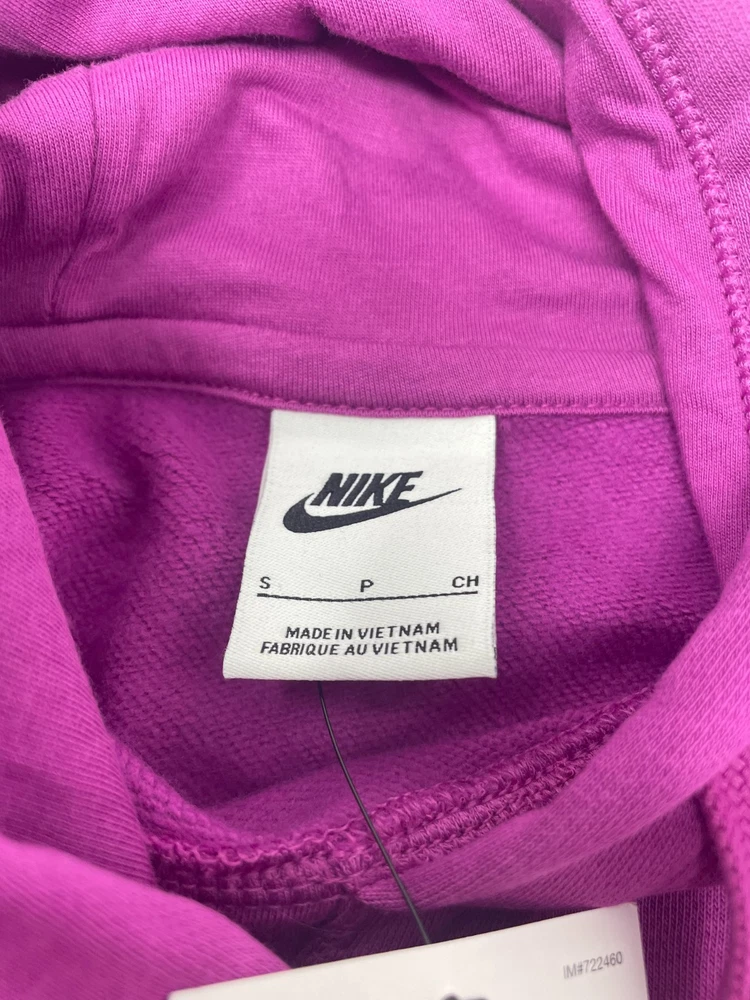 NIKE
S P CH
MADE IN VIETNAM
FABRIQUE AU VIETNAM
IM#722460